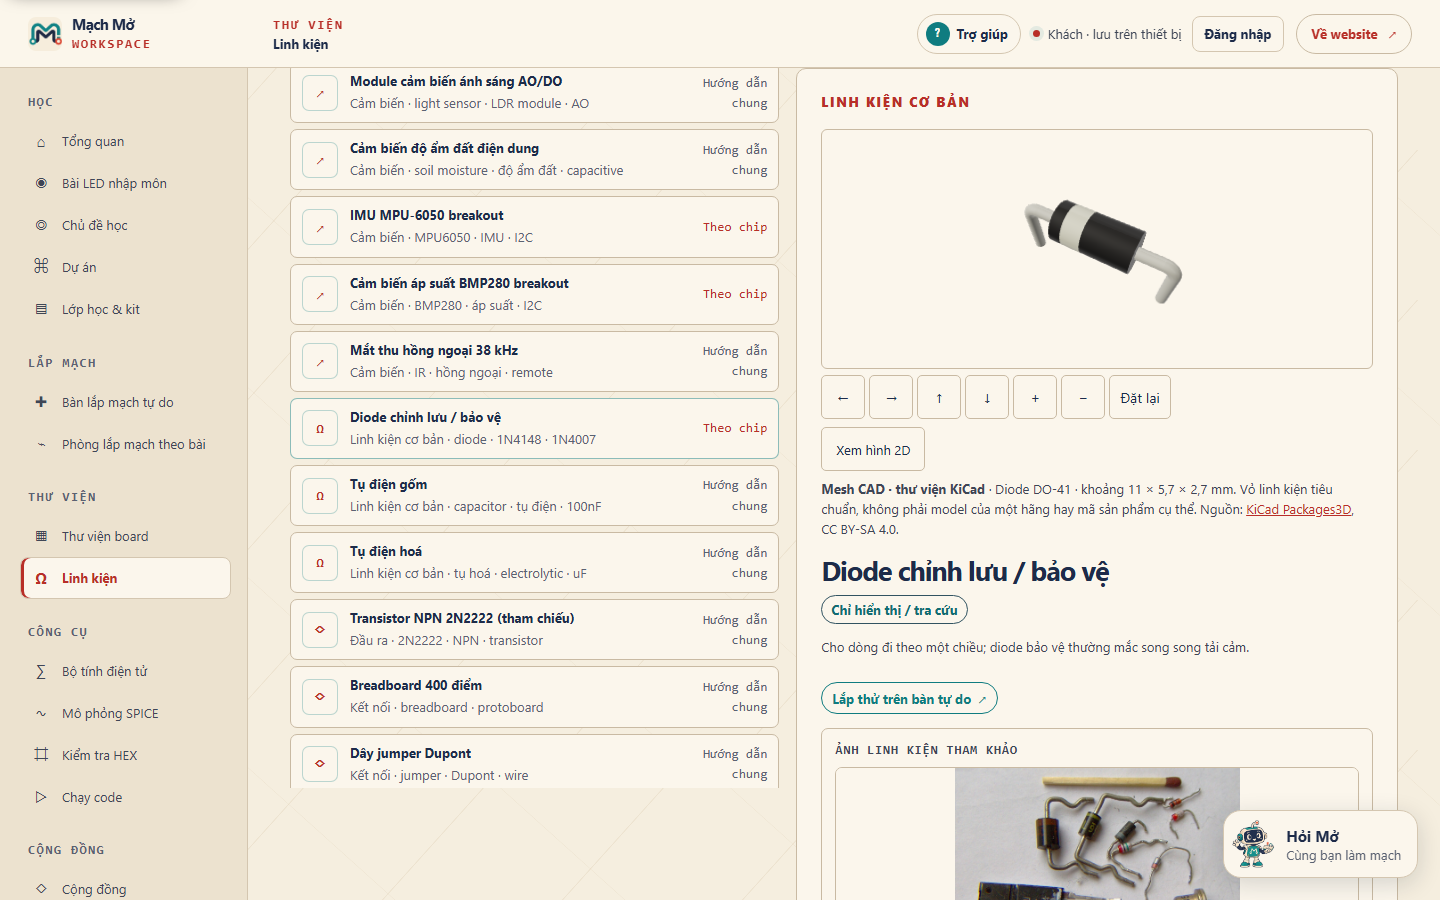 Mạch Mở
WORKSPACE
THƯ VIỆN
Linh kiện
? Trợ giúp
Khách · lưu trên thiết bị
Đăng nhập
Về website ↗
HỌC
Tổng quan
Bài LED nhập môn
Chủ đề học
Dự án
Lớp học & kit
LẮP MẠCH
Bàn lắp mạch tự do
Phòng lắp mạch theo bài
THƯ VIỆN
Thư viện board
Ω Linh kiện
CÔNG CỤ
∑ Bộ tính điện tử
∿ Mô phỏng SPICE
Kiểm tra HEX
Chạy code
CỘNG ĐỒNG
Cộng đồng
Module cảm biến ánh sáng AO/DO
Cảm biến · light sensor · LDR module · AO
Hướng dẫn
chung
Cảm biến độ ẩm đất điện dung
Cảm biến · soil moisture · độ ẩm đất · capacitive
Hướng dẫn
chung
IMU MPU-6050 breakout
Cảm biến · MPU6050 · IMU · I2C
Theo chip
Cảm biến áp suất BMP280 breakout
Cảm biến · BMP280 · áp suất · I2C
Theo chip
Mắt thu hồng ngoại 38 kHz
Cảm biến · IR · hồng ngoại · remote
Hướng dẫn
chung
Ω
Diode chỉnh lưu / bảo vệ
Linh kiện cơ bản · diode · 1N4148 · 1N4007
Theo chip
Ω
Tụ điện gốm
Linh kiện cơ bản · capacitor · tụ điện · 100nF
Hướng dẫn
chung
Ω
Tụ điện hoá
Linh kiện cơ bản · tụ hoá · electrolytic · uF
Hướng dẫn
chung
Transistor NPN 2N2222 (tham chiếu)
Đầu ra · 2N2222 · NPN · transistor
Hướng dẫn
chung
Breadboard 400 điểm
Kết nối · breadboard · protoboard
Hướng dẫn
chung
Dây jumper Dupont
Kết nối · jumper · Dupont · wire
Hướng dẫn
chung
LINH KIỆN CƠ BẢN
← → ↑ ↓ + − Đặt lại
Xem hình 2D
Mesh CAD · thư viện KiCad · Diode DO-41 · khoảng 11 × 5,7 × 2,7 mm. Vỏ linh kiện tiêu
chuẩn, không phải model của một hãng hay mã sản phẩm cụ thể. Nguồn: KiCad Packages3D,
CC BY-SA 4.0.
Diode chỉnh lưu / bảo vệ
Chỉ hiển thị / tra cứu
Cho dòng đi theo một chiều; diode bảo vệ thường mắc song song tải cảm.
Lắp thử trên bàn tự do ↗
ẢNH LINH KIỆN THAM KHẢO
Hỏi Mở
Cùng bạn làm mạch